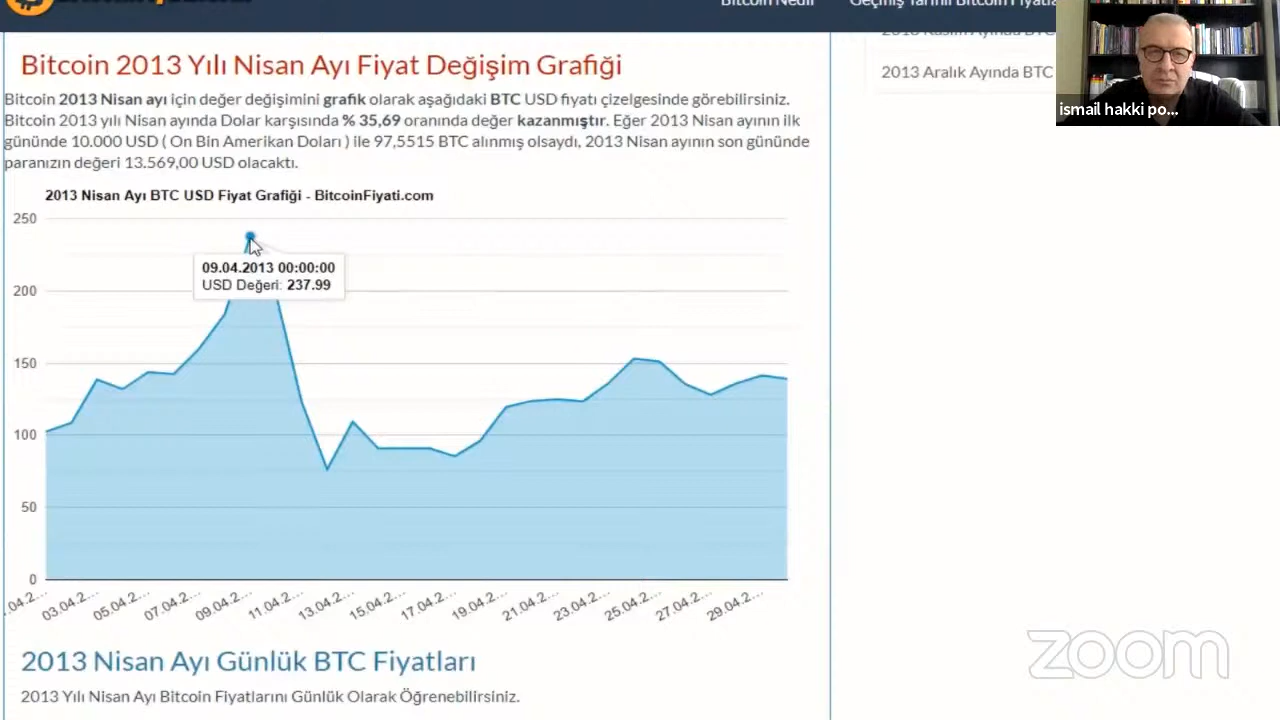 Bitcoin Nedir
Geçmiş Tarihli Bitcoin
2013 Aralık Ayında BTC
ismail hakki po...
Bitcoin 2013 Yılı Nisan Ayı Fiyat Değişim Grafiği
Bitcoin 2013 Nisan ayı için değer değişimini grafik olarak aşağıdaki BTC USD fiyatı çizelgesinde görebilirsiniz.
Bitcoin 2013 yılı Nisan ayında Dolar karşısında % 35,69 oranında değer kazanmıştır. Eğer 2013 Nisan ayının ilk
gününde 10.000 USD ( On Bin Amerikan Doları ) ile 97,5515 BTC alınmış olsaydı, 2013 Nisan ayının son gününde
paranızın değeri 13.569,00 USD olacaktı.
2013 Nisan Ayı BTC USD Fiyat Grafiği - BitcoinFiyati.com
250
200
150
100
50
0
09.04.2013 00:00:00
USD Değeri: 237.99
.04.2... 03.04.2... 05.04.2... 07.04.2... 09.04.2... 11.04.2... 13.04.2... 15.04.2... 17.04.2... 19.04.2... 21.04.2... 23.04.2... 25.04.2... 27.04.2... 29.04.2...
2013 Nisan Ayı Günlük BTC Fiyatları
2013 Yılı Nisan Ayı Bitcoin Fiyatlarını Günlük Olarak Öğrenebilirsiniz.
zoom